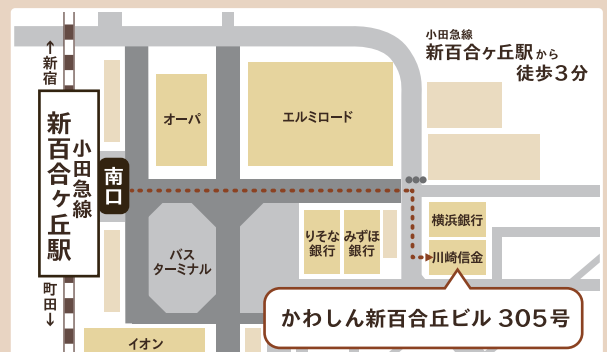 ↑新宿
小田急線
新百合ヶ丘駅
南口
町田↓
オーパ
エルミロード
小田急線
新百合ヶ丘駅から
徒歩3分
バス
ターミナル
りそな
銀行
みずほ
銀行
横浜銀行
川崎信金
かわしん新百合丘ビル 305号
イオン